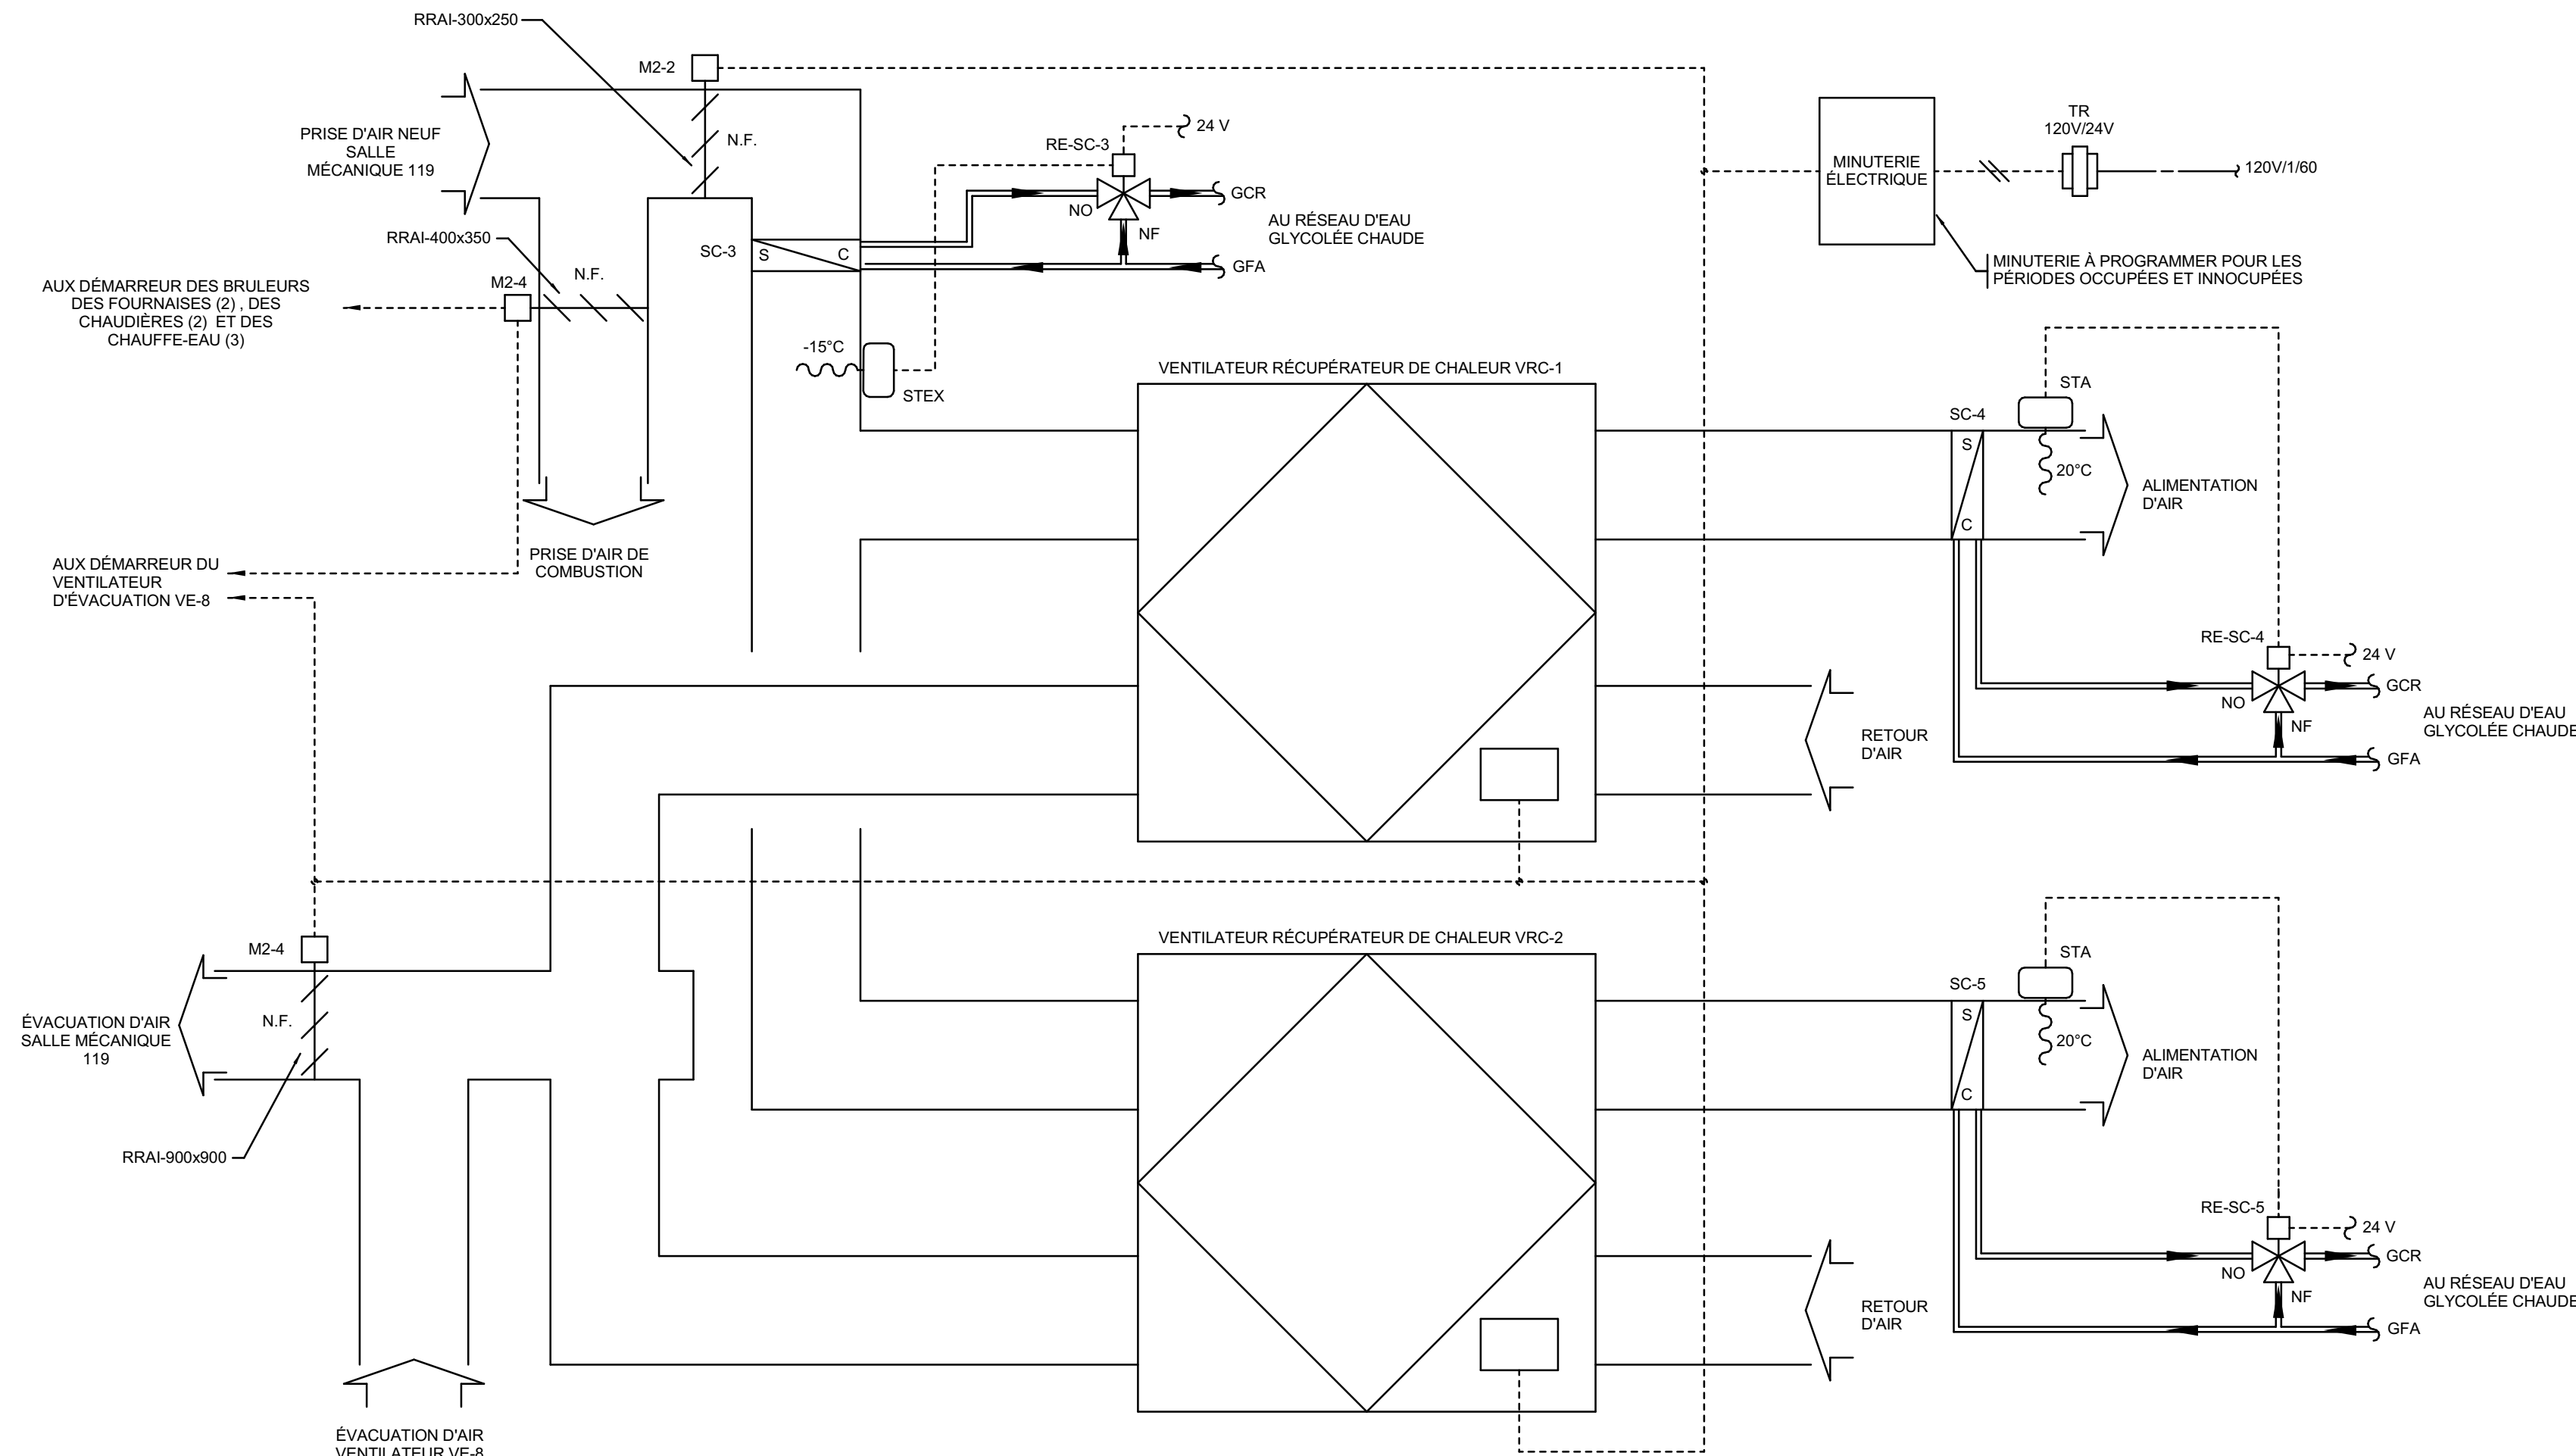 RRAI-300x250
M2-2
PRISE D'AIR NEUF
SALLE
MÉCANIQUE 119
N.F.
RE-SC-3
24 V
NO
NF
GCR
GFA
AU RÉSEAU D'EAU
GLYCOLÉE CHAUDE
SC-3
S
C
RRAI-400x350
M2-4
N.F.
AUX DÉMARREUR DES BRULEURS
DES FOURNAISES (2) , DES
CHAUDIÈRES (2) ET DES
CHAUFFE-EAU (3)
-15°C
STEX
MINUTERIE
ÉLECTRIQUE
TR
120V/24V
120V/1/60
MINUTERIE À PROGRAMMER POUR LES
PÉRIODES OCCUPÉES ET INNOCUPÉES
PRISE D'AIR DE
COMBUSTION
AUX DÉMARREUR DU
VENTILATEUR
D'ÉVACUATION VE-8
VENTILATEUR RÉCUPÉRATEUR DE CHALEUR VRC-1
STA
SC-4
S
C
20°C
ALIMENTATION
D'AIR
RE-SC-4
24 V
GCR
NO
NF
AU RÉSEAU D'EAU
GLYCOLÉE CHAUDE
GFA
RETOUR
D'AIR
M2-4
N.F.
ÉVACUATION D'AIR
SALLE MÉCANIQUE
119
RRAI-900x900
VENTILATEUR RÉCUPÉRATEUR DE CHALEUR VRC-2
STA
SC-5
S
C
20°C
ALIMENTATION
D'AIR
RE-SC-5
24 V
GCR
NO
NF
AU RÉSEAU D'EAU
GLYCOLÉE CHAUDE
GFA
RETOUR
D'AIR
ÉVACUATION D'AIR
VENTILATEUR VE-8